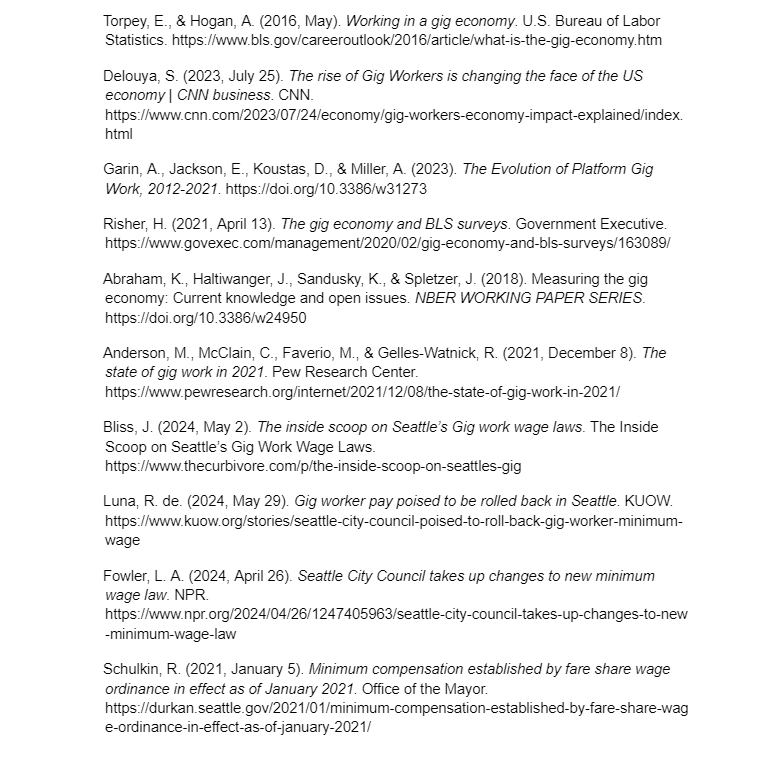 Torpey, E., & Hogan, A. (2016, May). Working in a gig economy. U.S. Bureau of Labor
Statistics. https://www.bls.gov/careeroutlook/2016/article/what-is-the-gig-economy.htm
Delouya, S. (2023, July 25). The rise of Gig Workers is changing the face of the US
economy | CNN business. CNN.
https://www.cnn.com/2023/07/24/economy/gig-workers-economy-impact-explained/index.
html
Garin, A., Jackson, E., Koustas, D., & Miller, A. (2023). The Evolution of Platform Gig
Work, 2012-2021. https://doi.org/10.3386/w31273
Risher, H. (2021, April 13). The gig economy and BLS surveys. Government Executive.
https://www.govexec.com/management/2020/02/gig-economy-and-bls-surveys/163089/
Abraham, K., Haltiwanger, J., Sandusky, K., & Spletzer, J. (2018). Measuring the gig
economy: Current knowledge and open issues. NBER WORKING PAPER SERIES.
https://doi.org/10.3386/w24950
Anderson, M., McClain, C., Faverio, M., & Gelles-Watnick, R. (2021, December 8). The
state of gig work in 2021. Pew Research Center.
https://www.pewresearch.org/internet/2021/12/08/the-state-of-gig-work-in-2021/
Bliss, J. (2024, May 2). The inside scoop on Seattle’s Gig work wage laws. The Inside
Scoop on Seattle’s Gig Work Wage Laws.
https://www.thecurbivore.com/p/the-inside-scoop-on-seattles-gig
Luna, R. de. (2024, May 29). Gig worker pay poised to be rolled back in Seattle. KUOW.
https://www.kuow.org/stories/seattle-city-council-poised-to-roll-back-gig-worker-minimum-
wage
Fowler, L. A. (2024, April 26). Seattle City Council takes up changes to new minimum
wage law. NPR.
https://www.npr.org/2024/04/26/1247405963/seattle-city-council-takes-up-changes-to-new
-minimum-wage-law
Schulkin, R. (2021, January 5). Minimum compensation established by fare share wage
ordinance in effect as of January 2021. Office of the Mayor.
https://durkan.seattle.gov/2021/01/minimum-compensation-established-by-fare-share-wag
e-ordinance-in-effect-as-of-january-2021/